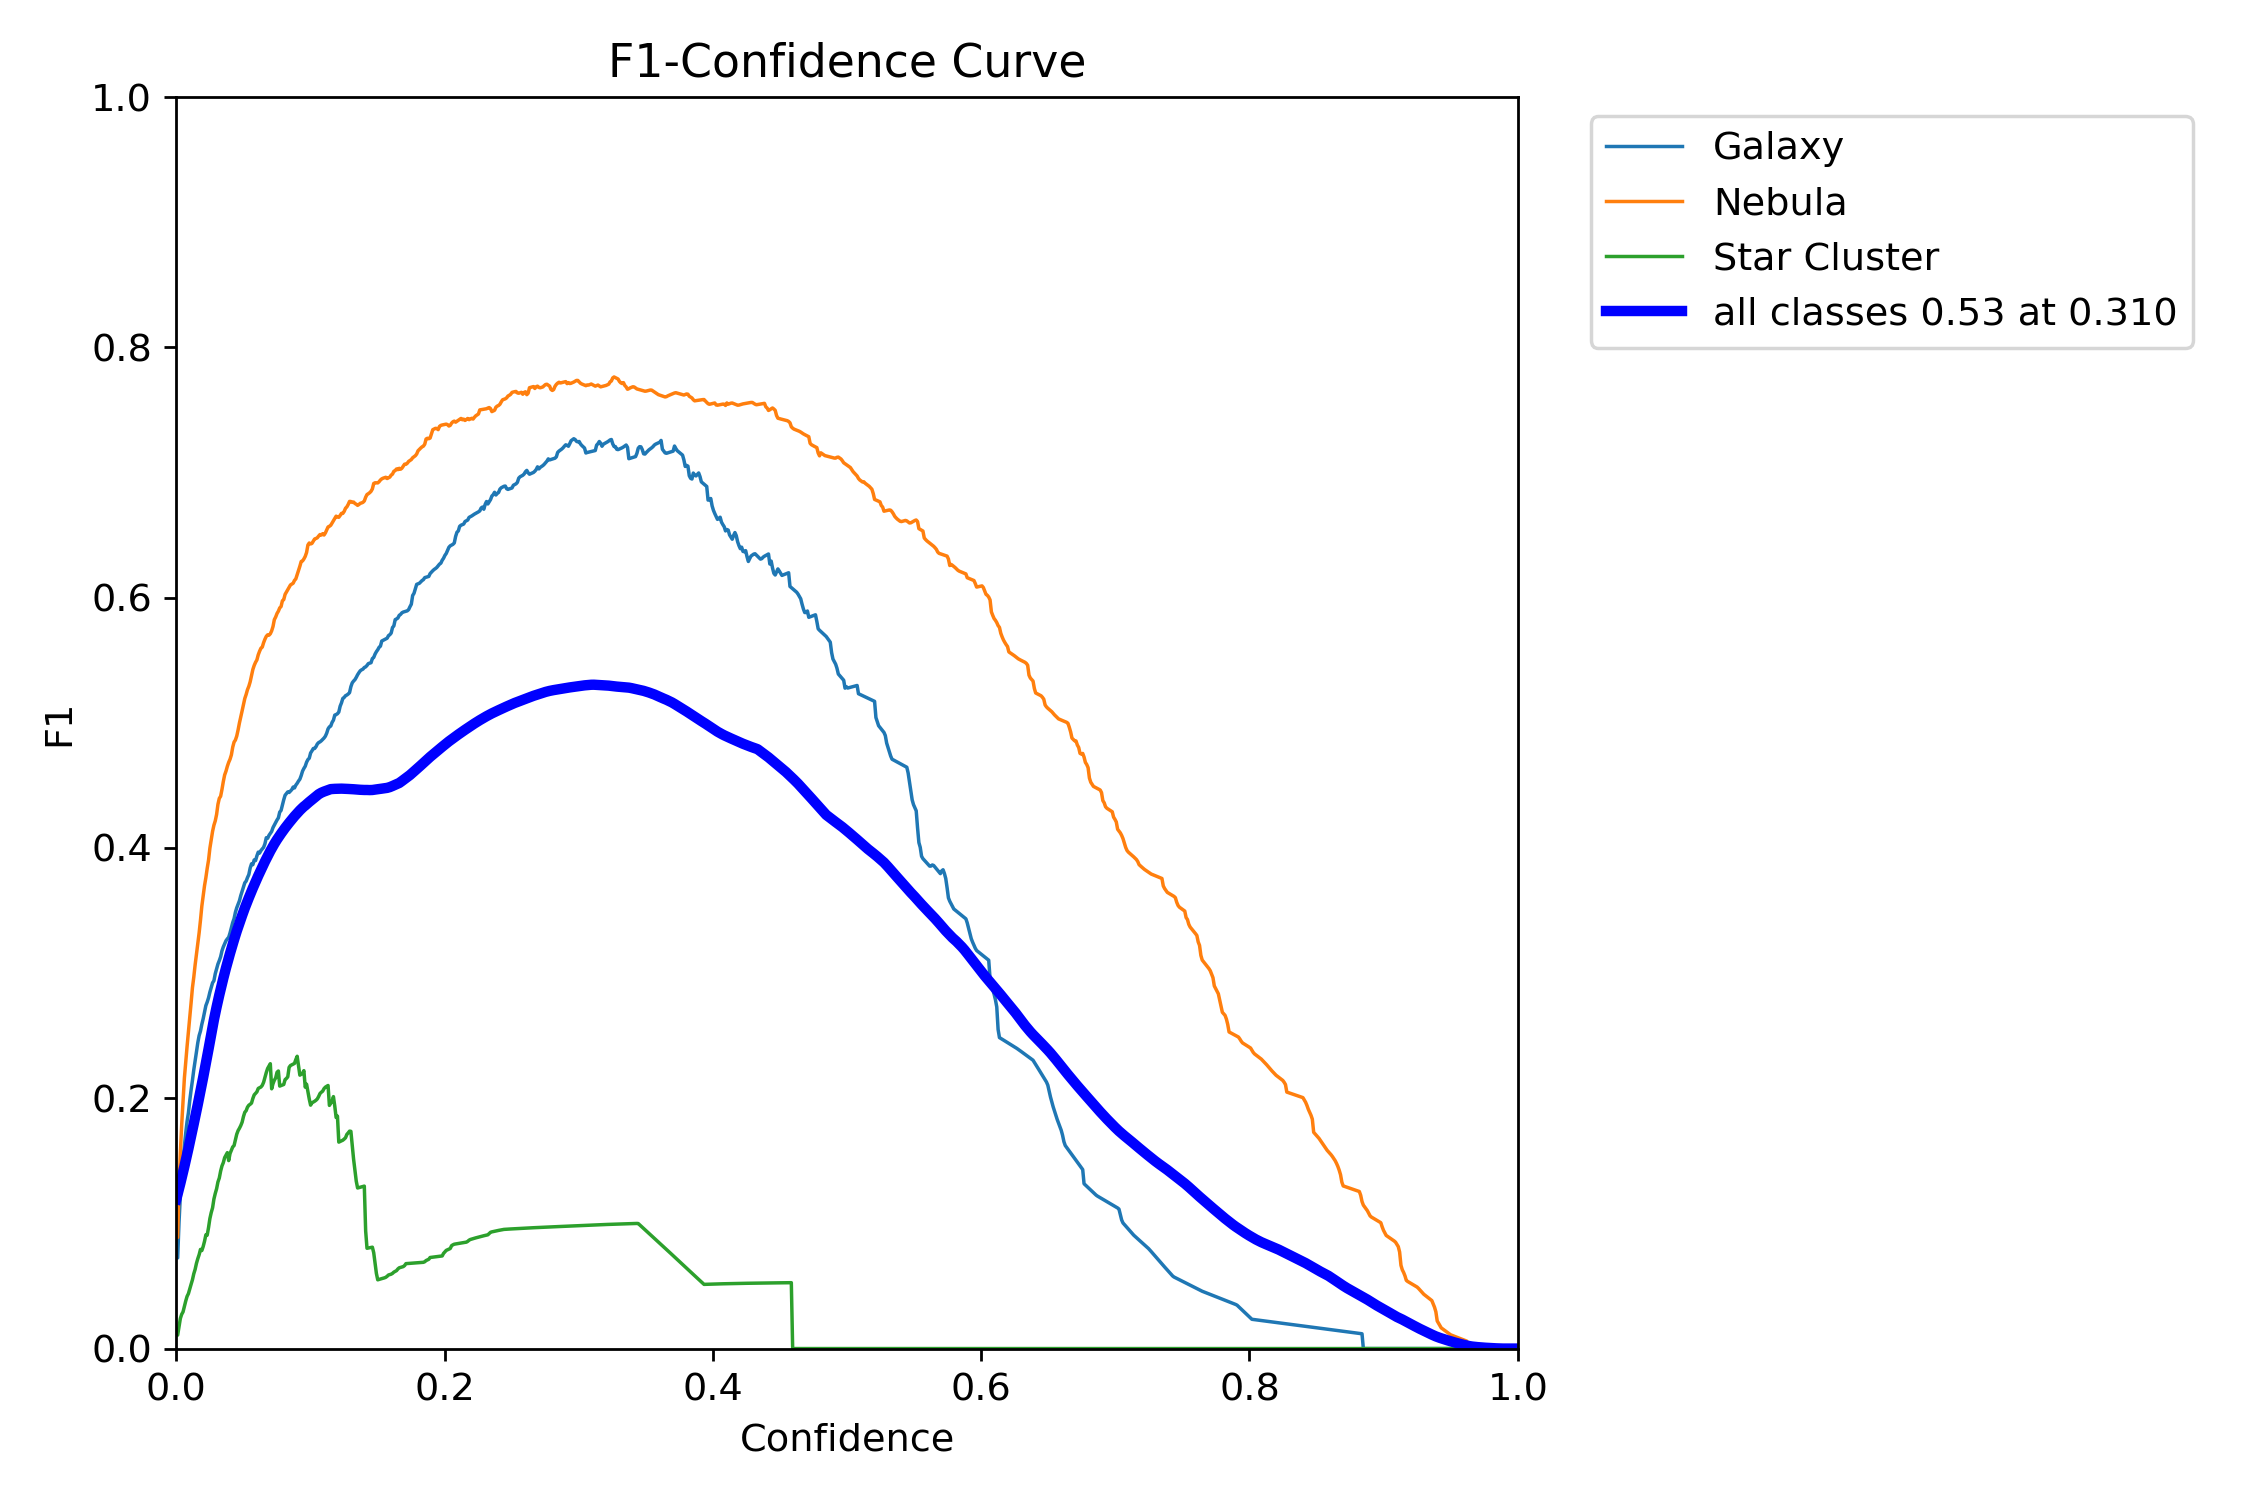 F1-Confidence Curve
1.0
0.8
0.6
0.4
0.2
0.0
F1
0.0 0.2 0.4 0.6 0.8 1.0
Confidence
Galaxy
Nebula
Star Cluster
all classes 0.53 at 0.310